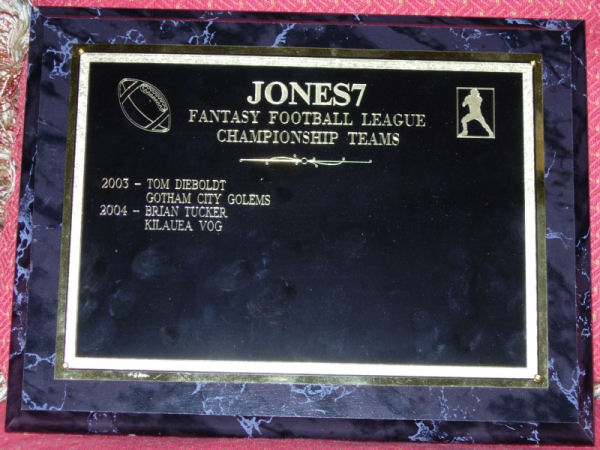 JONES7
FANTASY FOOTBALL LEAGUE
CHAMPIONSHIP TEAMS
2003 - TOM DIEBOLDT
GOTHAM CITY GOLEMS
2004 - BRIAN TUCKER
KILAUEA VOG